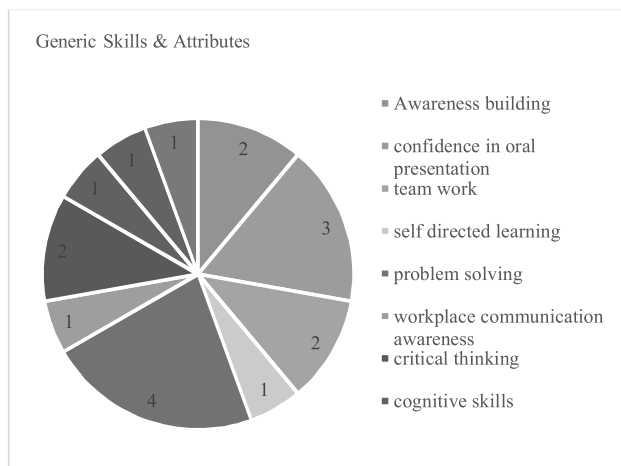 Generic Skills & Attributes
1
2
1
1
3
2
1
2
1
4
Awareness building
confidence in oral
presentation
team work
self directed learning
problem solving
workplace communication
awareness
critical thinking
cognitive skills